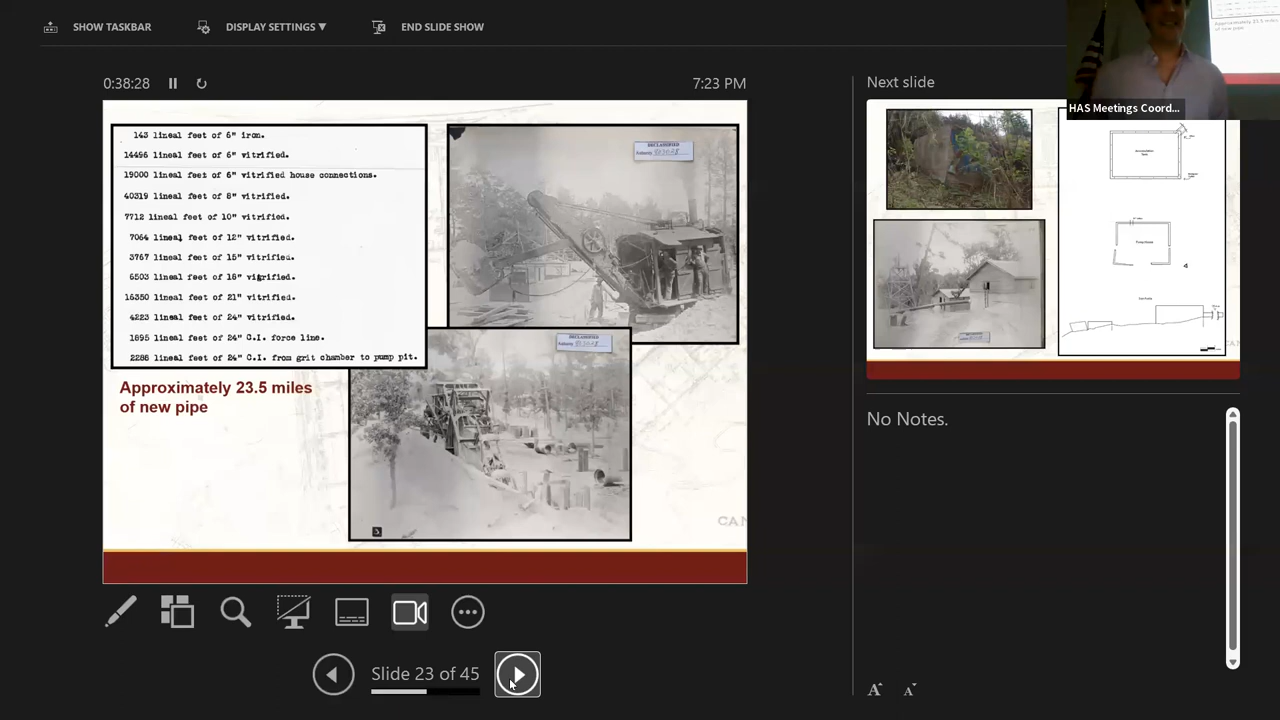 SHOW TASKBAR
DISPLAY SETTINGS ▼
END SLIDE SHOW
0:38:28
7:23 PM
143 lineal feet of 6" iron.
14496 lineal feet of 6" vitrified.
19000 lineal feet of 6" vitrified house connections.
40319 lineal feet of 8" vitrified.
7712 lineal feet of 10" vitrified.
7064 lineal feet of 12" vitrified.
3767 lineal feet of 15" vitrified.
6503 lineal feet of 18" vitrified.
16350 lineal feet of 21" vitrified.
4223 lineal feet of 24" vitrified.
1895 lineal feet of 24" C.I. force line.
2286 lineal feet of 24" C.I. from grit chamber to pump pit.
DECLASSIFIED
DECLASSIFIED
Approximately 23.5 miles
of new pipe
CAN
Slide 23 of 45
HAS Meetings Coord...
Next slide
No Notes.
A
A